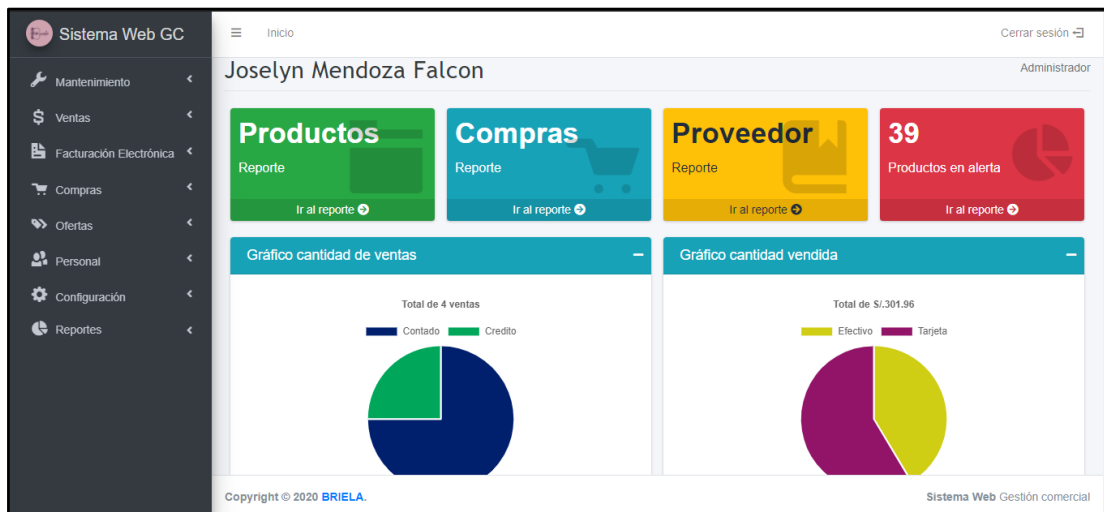 Sistema Web GC
Inicio
Cerrar sesión
Mantenimiento
Ventas
Facturación Electrónica
Compras
Ofertas
Personal
Configuración
Reportes
Joselyn Mendoza Falcon
Administrador
Productos
Reporte
Ir al reporte
Compras
Reporte
Ir al reporte
Proveedor
Reporte
Ir al reporte
39
Productos en alerta
Ir al reporte
Gráfico cantidad de ventas
Total de 4 ventas
Contado Credito
Gráfico cantidad vendida
Total de S/.301.96
Efectivo Tarjeta
Copyright © 2020 BRIELA.
Sistema Web Gestión comercial